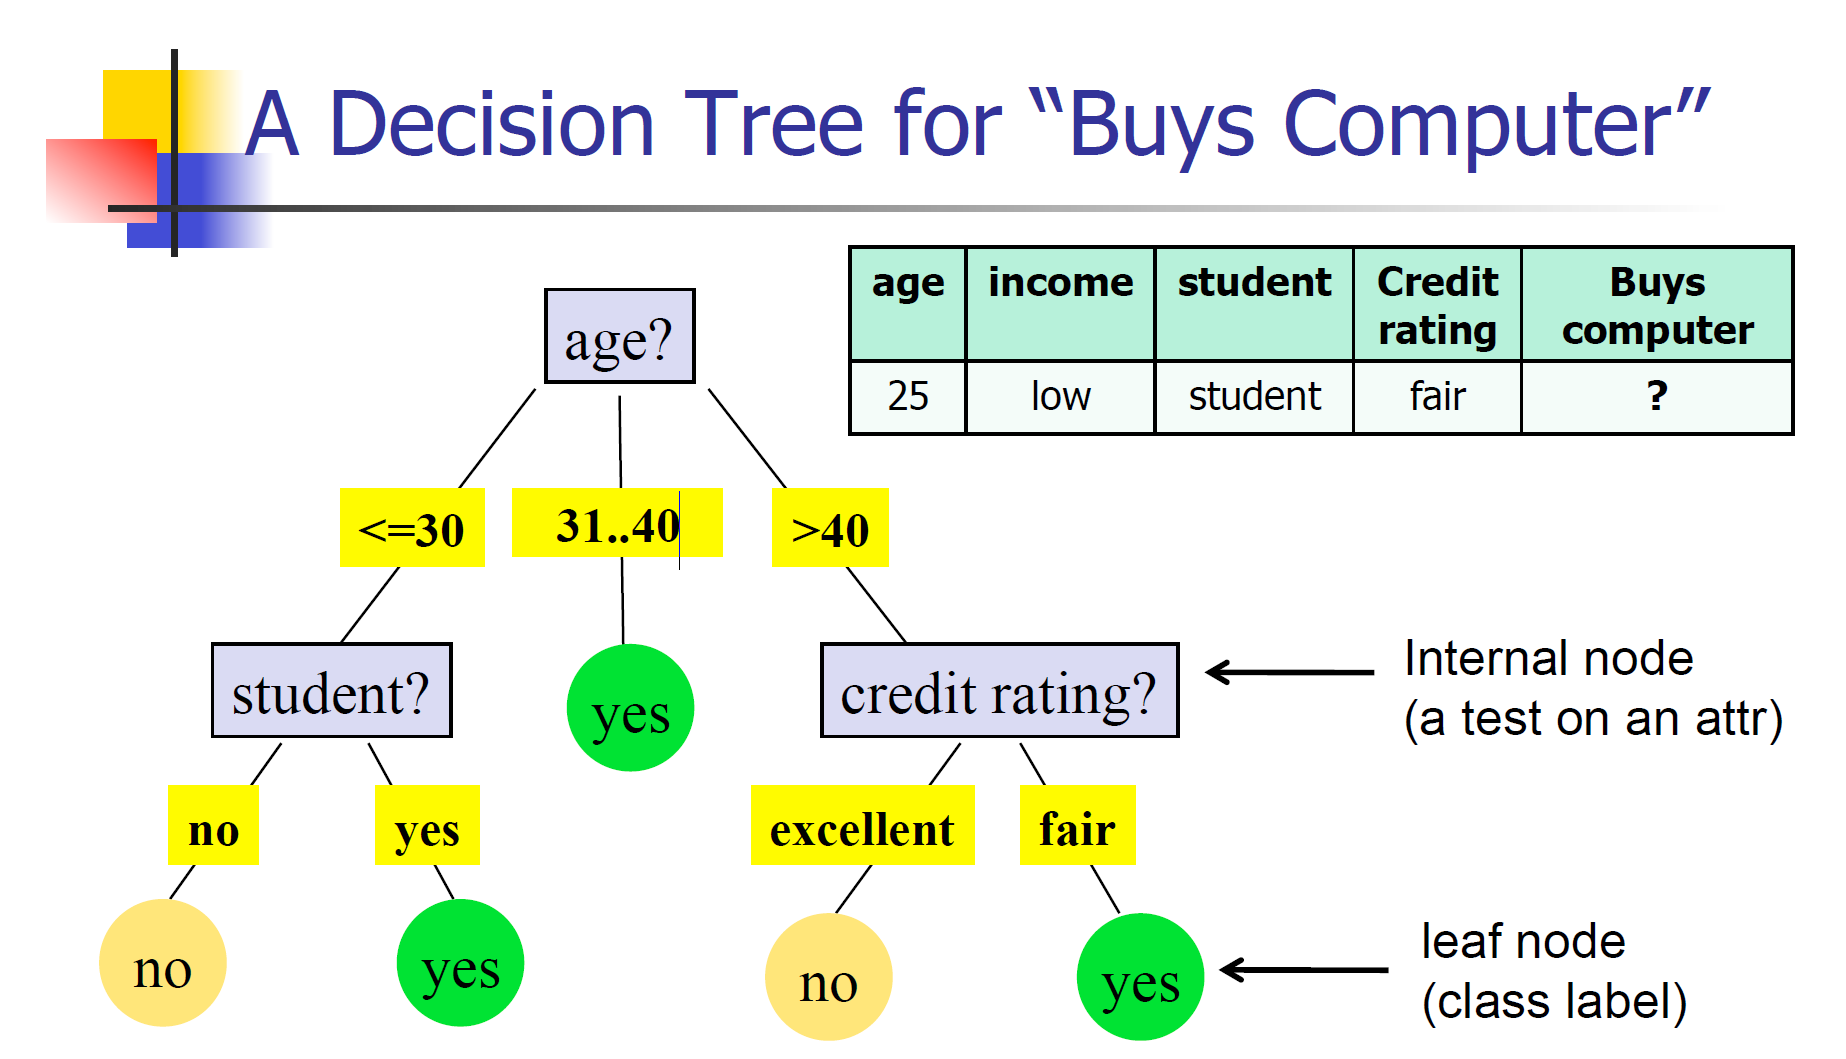 A Decision Tree for “Buys Computer”
age income student Credit rating Buys computer
25 low student fair ?
age?
<=30 31..40 >40
student? yes credit rating?
Internal node
(a test on an attr)
no yes excellent fair
no yes no yes
leaf node
(class label)